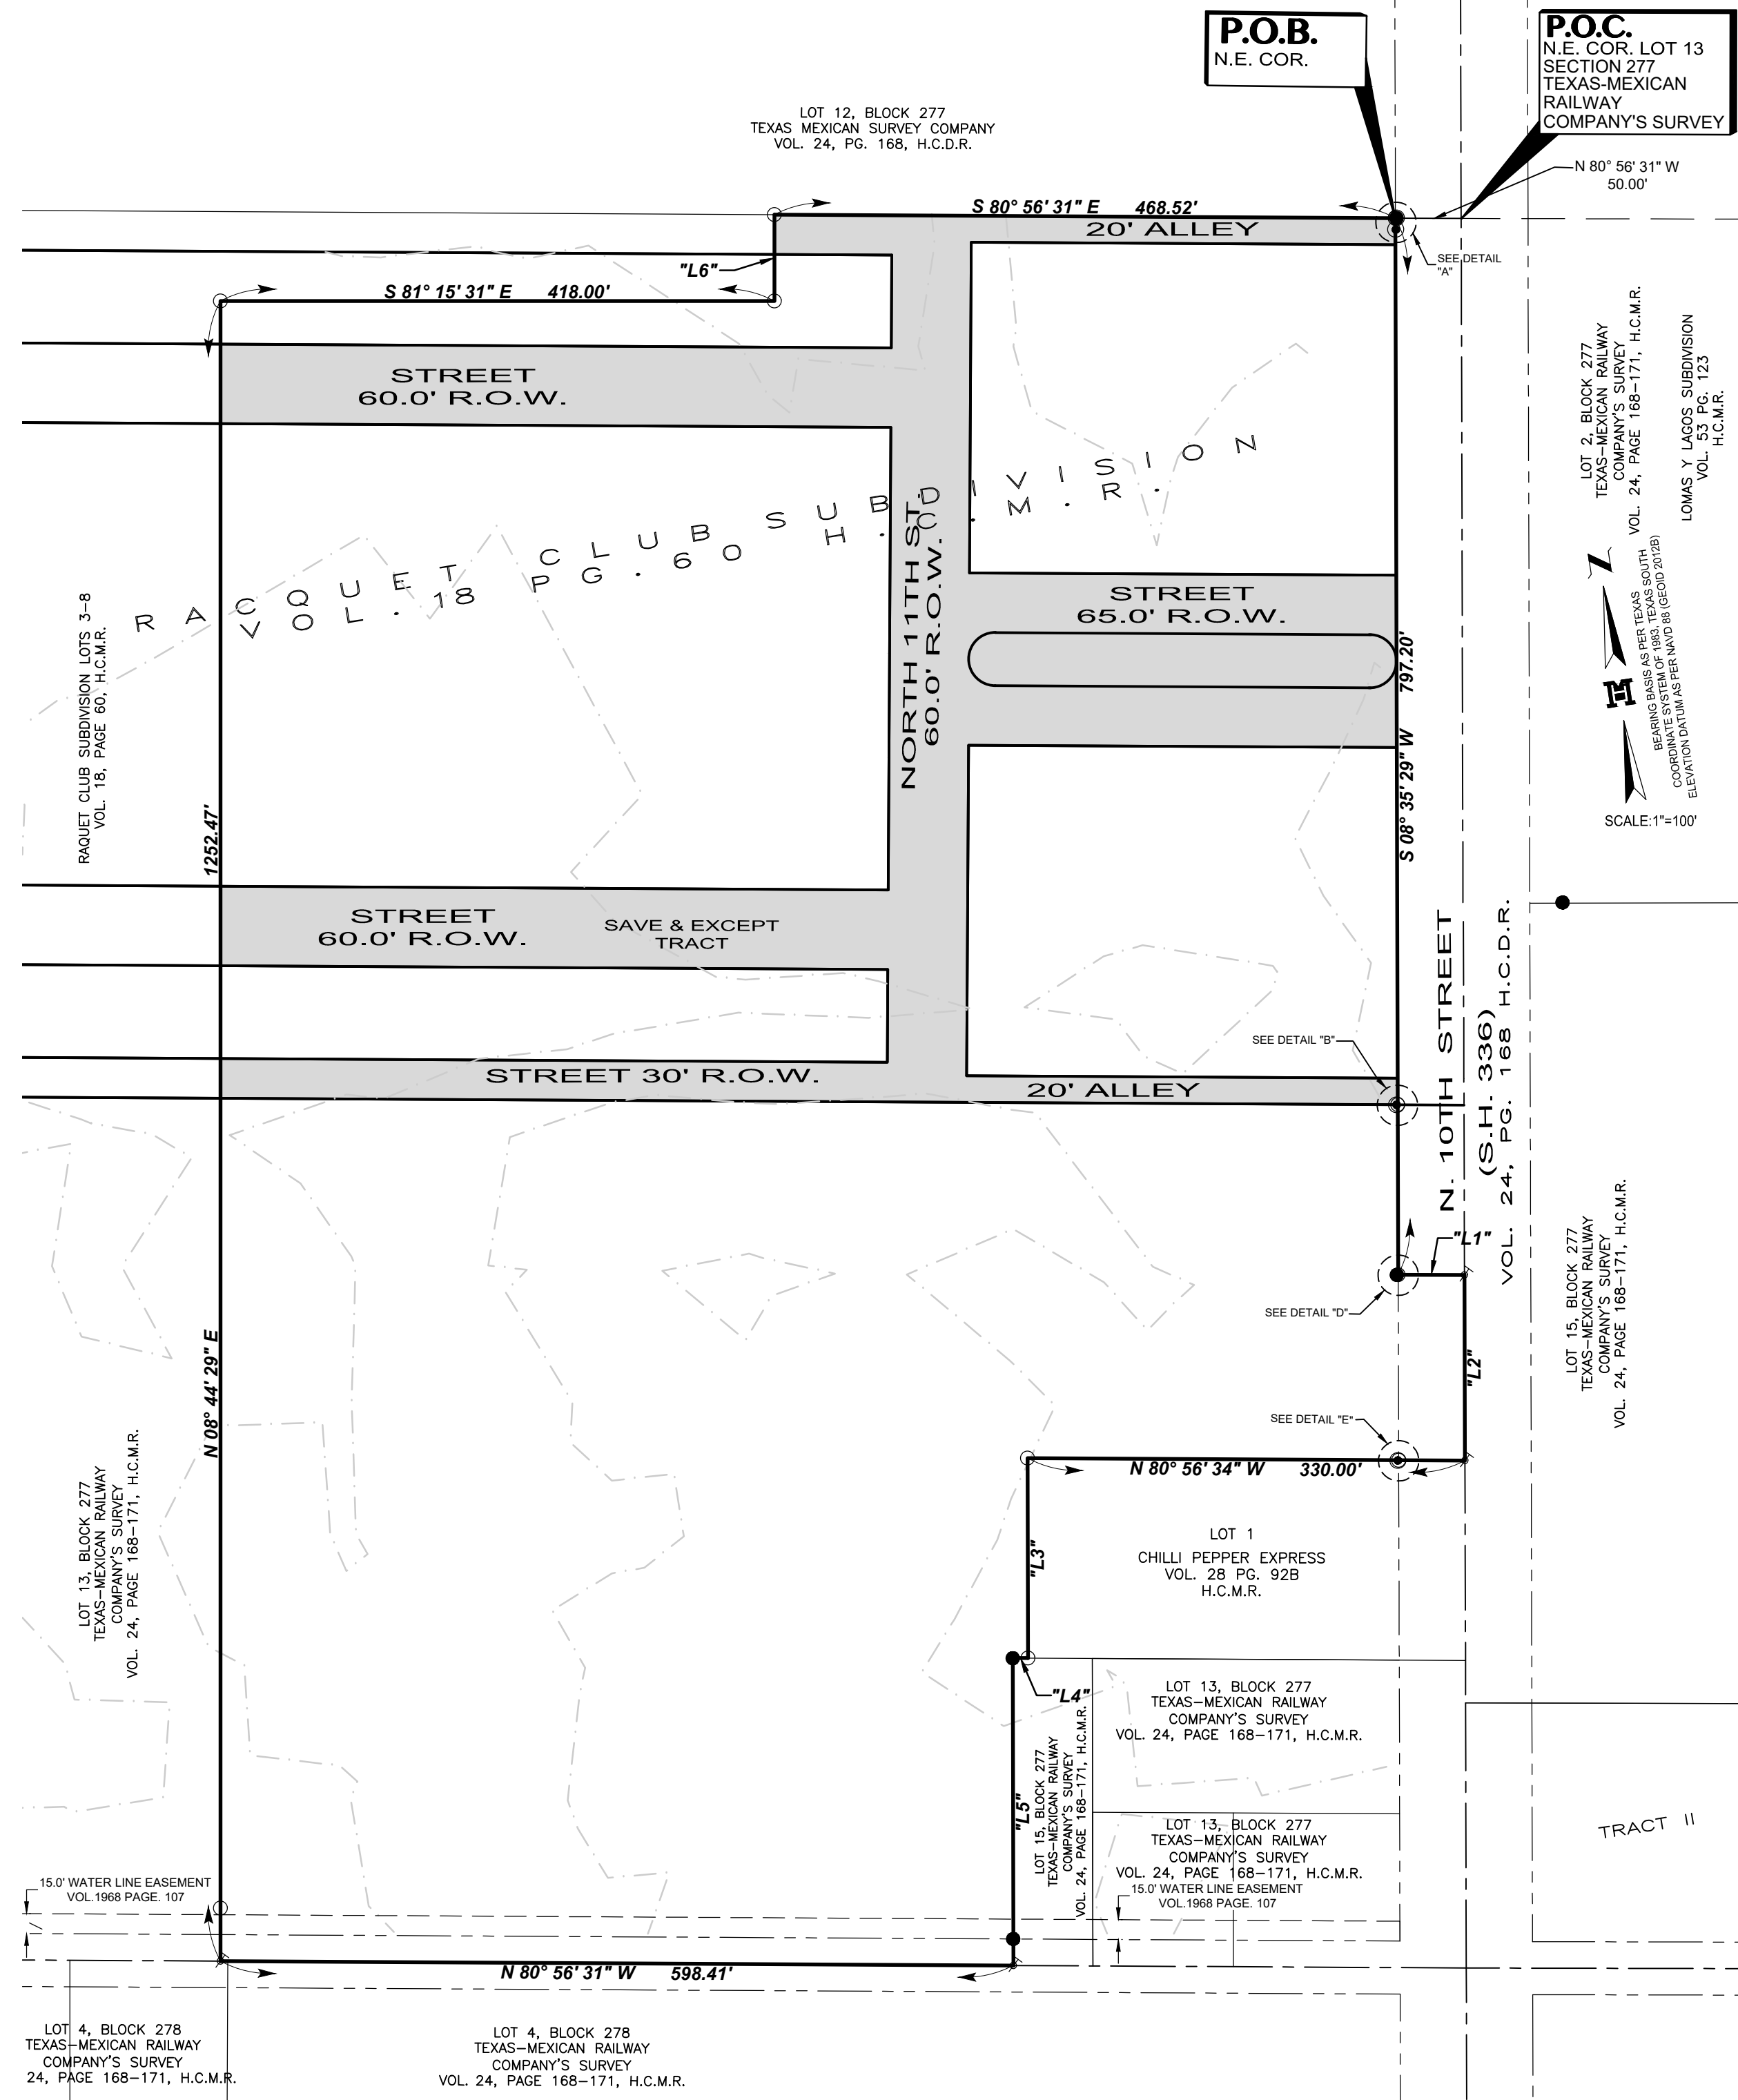 P.O.B.
N.E. COR.
P.O.C.
N.E. COR. LOT 13
SECTION 277
TEXAS-MEXICAN
RAILWAY
COMPANY'S SURVEY
LOT 12, BLOCK 277
TEXAS MEXICAN SURVEY COMPANY
VOL. 24, PG. 168, H.C.D.R.
N 80° 56' 31" W
50.00'
S 80° 56' 31" E 468.52'
20' ALLEY
SEE DETAIL
"A"
"L6"
S 81° 15' 31" E 418.00'
STREET
60.0' R.O.W.
LOT 2, BLOCK 277
TEXAS-MEXICAN RAILWAY
COMPANY'S SURVEY
VOL. 24, PAGE 168-171, H.C.M.R.
LOMAS Y LAGOS SUBDIVISION
VOL. 53 PG. 123
H.C.M.R.
RACQUET CLUB SUBDIVISION
VOL. 18 PG. 60 H.C.M.R.
NORTH 11TH ST.
60.0' R.O.W.
STREET
65.0' R.O.W.
797.20'
S 08° 35' 29" W
BEARING BASIS AS PER TEXAS
COORDINATE SYSTEM OF 1983, TEXAS SOUTH
ELEVATION DATUM AS PER NAVD 88 (GEOID 2012B)
SCALE:1"=100'
RAQUET CLUB SUBDIVISION LOTS 3-8
VOL. 18, PAGE 60, H.C.M.R.
1252.47'
N 08° 44' 29" E
STREET
60.0' R.O.W.
SAVE & EXCEPT
TRACT
N. 10TH STREET
(S.H. 336)
VOL. 24, PG. 168 H.C.D.R.
SEE DETAIL "B"
STREET 30' R.O.W.
20' ALLEY
"L1"
SEE DETAIL "D"
"L2"
LOT 15, BLOCK 277
TEXAS-MEXICAN RAILWAY
COMPANY'S SURVEY
VOL. 24, PAGE 168-171, H.C.M.R.
SEE DETAIL "E"
N 80° 56' 34" W 330.00'
LOT 13, BLOCK 277
TEXAS-MEXICAN RAILWAY
COMPANY'S SURVEY
VOL. 24, PAGE 168-171, H.C.M.R.
"L3"
LOT 1
CHILLI PEPPER EXPRESS
VOL. 28 PG. 92B
H.C.M.R.
"L4"
LOT 13, BLOCK 277
TEXAS-MEXICAN RAILWAY
COMPANY'S SURVEY
VOL. 24, PAGE 168-171, H.C.M.R.
"L5"
LOT 15, BLOCK 277
TEXAS-MEXICAN RAILWAY
COMPANY'S SURVEY
VOL. 24, PAGE 168-171, H.C.M.R.
LOT 13, BLOCK 277
TEXAS-MEXICAN RAILWAY
COMPANY'S SURVEY
VOL. 24, PAGE 168-171, H.C.M.R.
TRACT II
15.0' WATER LINE EASEMENT
VOL.1968 PAGE. 107
15.0' WATER LINE EASEMENT
VOL.1968 PAGE. 107
N 80° 56' 31" W 598.41'
LOT 4, BLOCK 278
TEXAS-MEXICAN RAILWAY
COMPANY'S SURVEY
24, PAGE 168-171, H.C.M.R.
LOT 4, BLOCK 278
TEXAS-MEXICAN RAILWAY
COMPANY'S SURVEY
VOL. 24, PAGE 168-171, H.C.M.R.